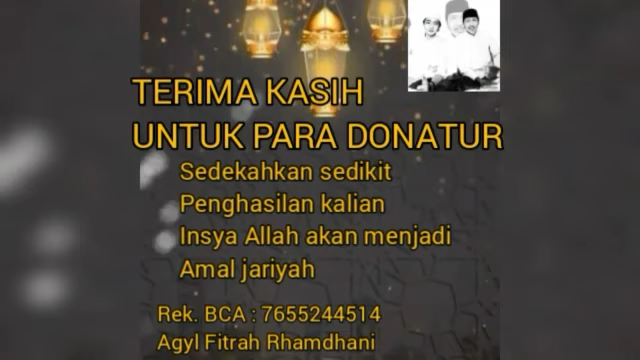 TERIMA KASIH
UNTUK PARA DONATUR
Sedekahkan sedikit
Penghasilan kalian
Insya Allah akan menjadi
Amal jariyah
Rek. BCA : 7655244514
Agyl Fitrah Rhamdhani